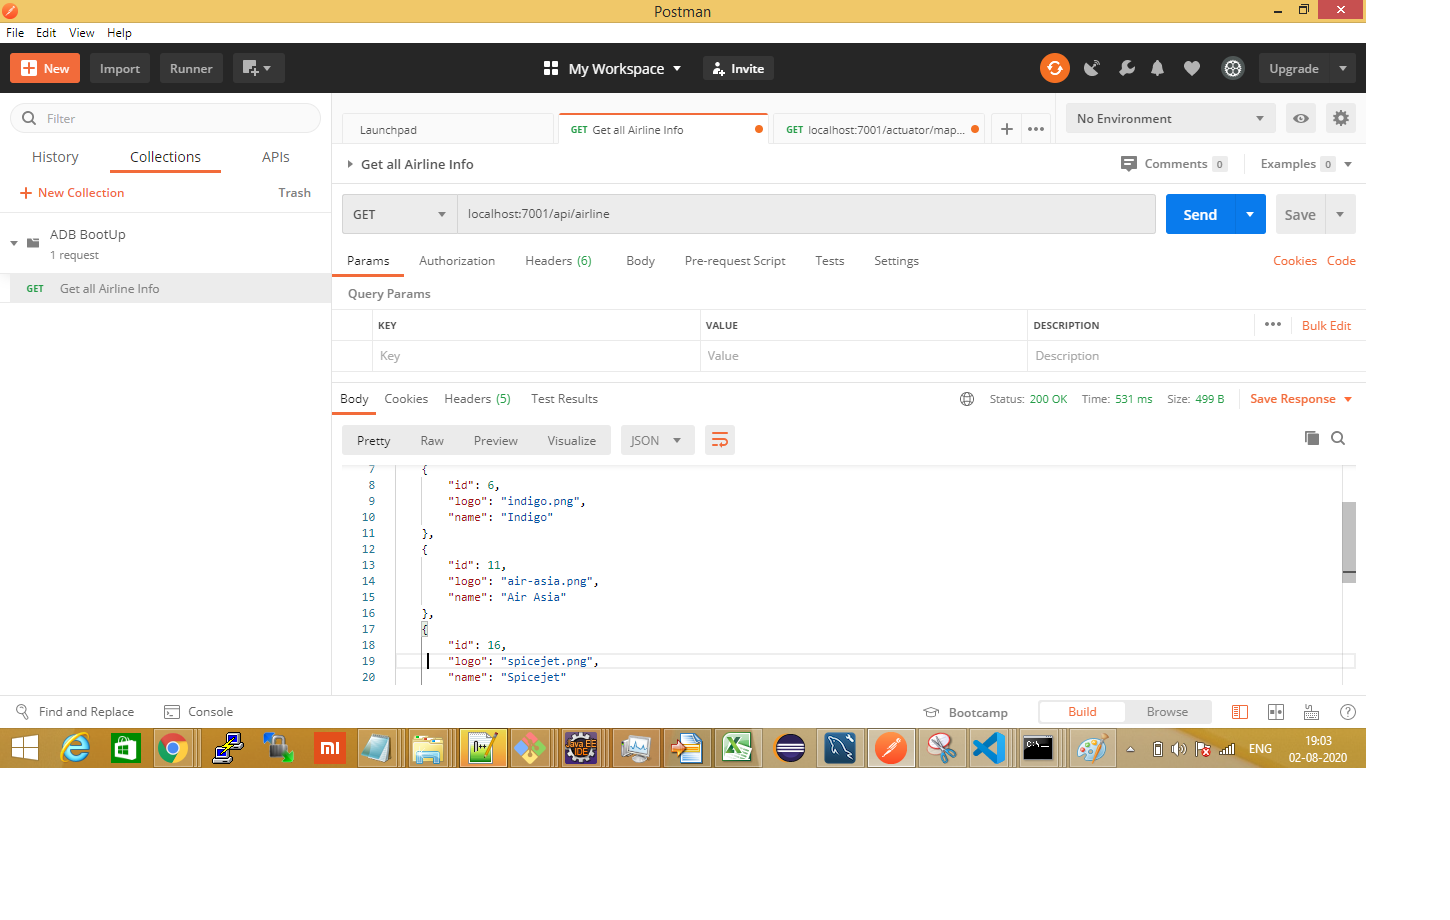 Postman
File Edit View Help
New Import Runner My Workspace Invite Upgrade
Filter
History Collections APIs
New Collection Trash
ADB BootUp
1 request
GET Get all Airline Info
Launchpad GET Get all Airline Info GET localhost:7001/actuator/map... No Environment
Get all Airline Info Comments 0 Examples 0
GET localhost:7001/api/airline Send Save
Params Authorization Headers (6) Body Pre-request Script Tests Settings Cookies Code
Query Params
KEY VALUE DESCRIPTION Bulk Edit
Key Value Description
Body Cookies Headers (5) Test Results Status: 200 OK Time: 531 ms Size: 499 B Save Response
Pretty Raw Preview Visualize JSON
7 {
8 "id": 6,
9 "logo": "indigo.png",
10 "name": "Indigo"
11 },
12 {
13 "id": 11,
14 "logo": "air-asia.png",
15 "name": "Air Asia"
16 },
17 {
18 "id": 16,
19 "logo": "spicejet.png",
20 "name": "Spicejet"
Find and Replace Console Bootcamp Build Browse
mi
Java EE
IDE
ENG
19:03
02-08-2020